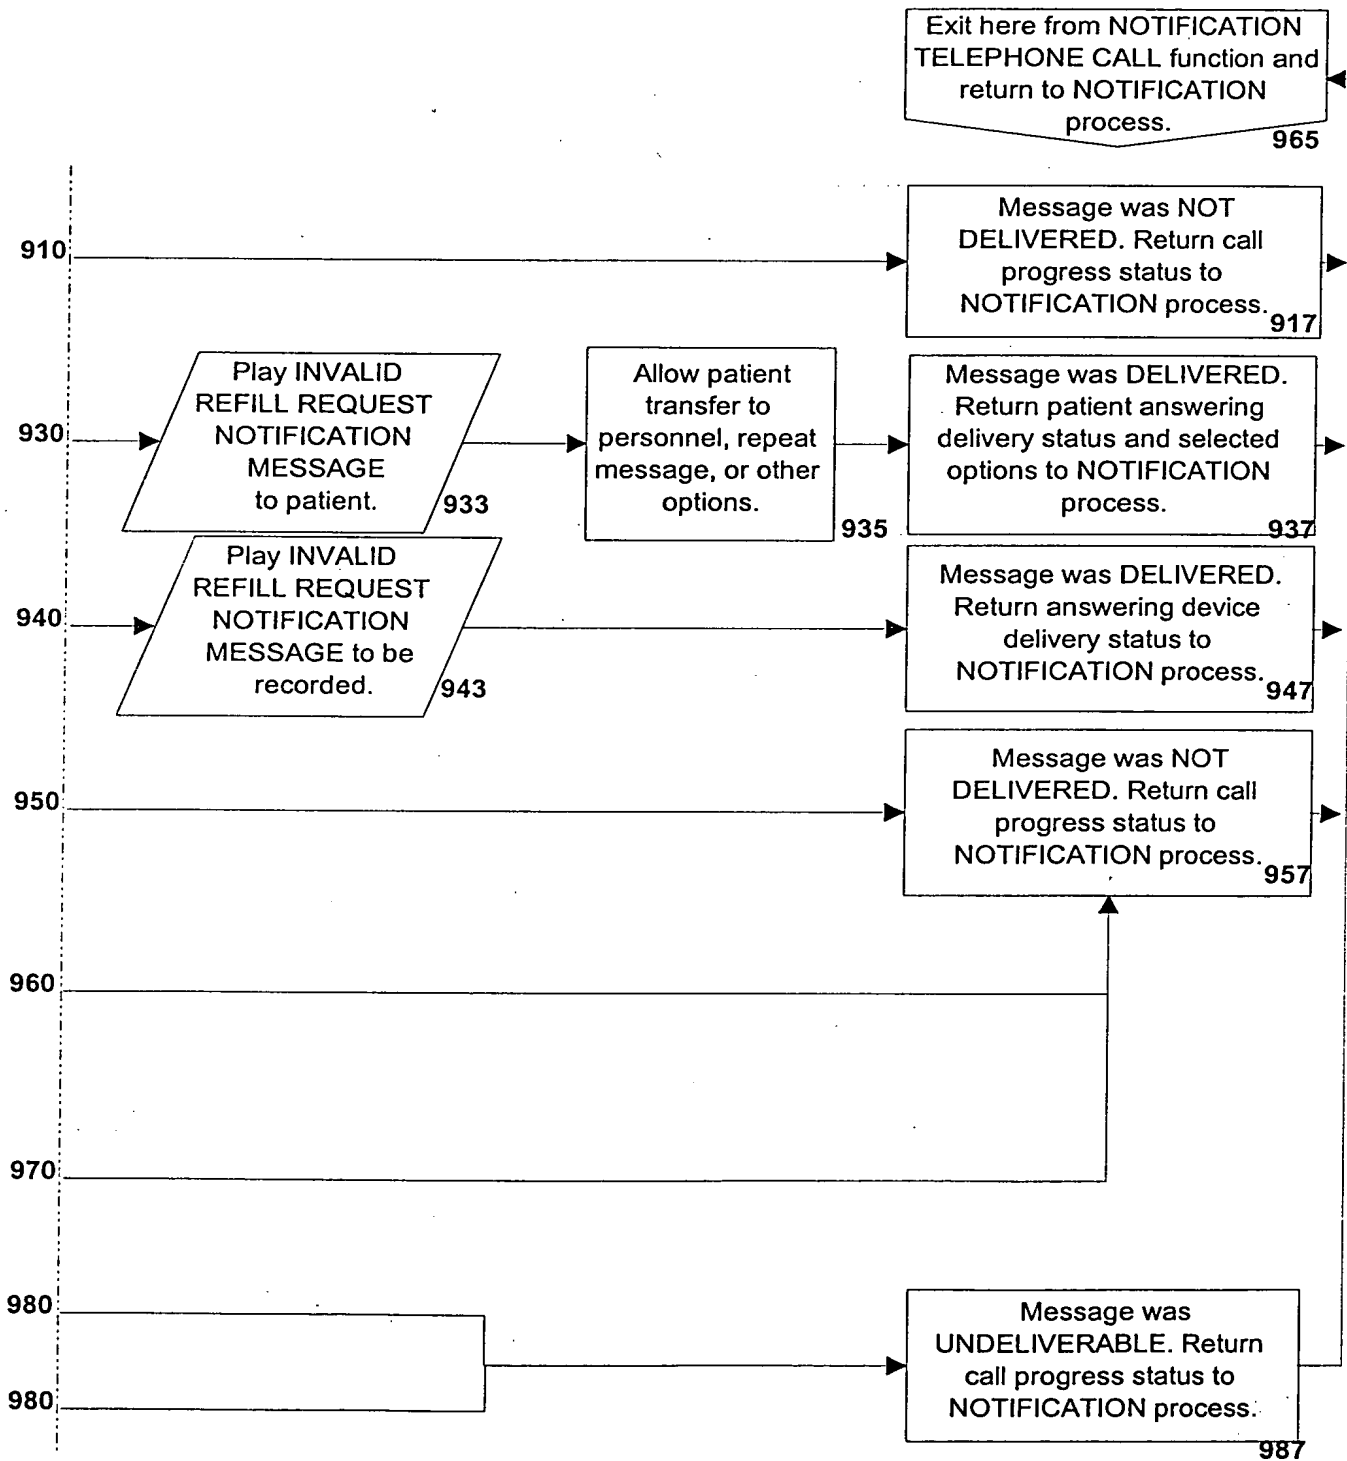 Exit here from NOTIFICATION
TELEPHONE CALL function and
return to NOTIFICATION
process.
965
910
Message was NOT
DELIVERED. Return call
progress status to
NOTIFICATION process.
917
930
Play INVALID
REFILL REQUEST
NOTIFICATION
MESSAGE
to patient.
933
Allow patient
transfer to
personnel, repeat
message, or other
options.
935
Message was DELIVERED.
Return patient answering
delivery status and selected
options to NOTIFICATION
process.
937
940
Play INVALID
REFILL REQUEST
NOTIFICATION
MESSAGE to be
recorded.
943
Message was DELIVERED.
Return answering device
delivery status to
NOTIFICATION process.
947
950
Message was NOT
DELIVERED. Return call
progress status to
NOTIFICATION process.
957
960
970
980
980
Message was
UNDELIVERABLE. Return
call progress status to
NOTIFICATION process.
987